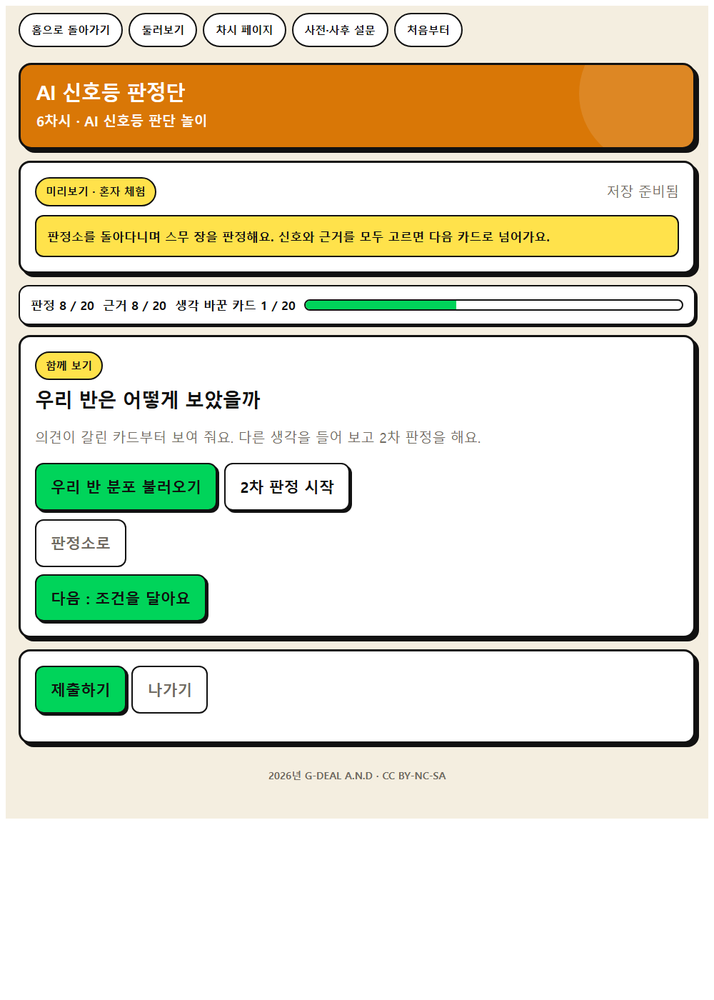 홈으로 돌아가기 둘러보기 차시 페이지 사전·사후 설문 처음부터
AI 신호등 판정단
6차시 · AI 신호등 판단 놀이
미리보기 · 혼자 체험 저장 준비됨
판정소를 돌아다니며 스무 장을 판정해요. 신호와 근거를 모두 고르면 다음 카드로 넘어가요.
판정 8 / 20 근거 8 / 20 생각 바꾼 카드 1 / 20
함께 보기
우리 반은 어떻게 보았을까
의견이 갈린 카드부터 보여 줘요. 다른 생각을 들어 보고 2차 판정을 해요.
우리 반 분포 불러오기 2차 판정 시작
판정소로
다음 : 조건을 달아요
제출하기 나가기
2026년 G-DEAL A.N.D · CC BY-NC-SA